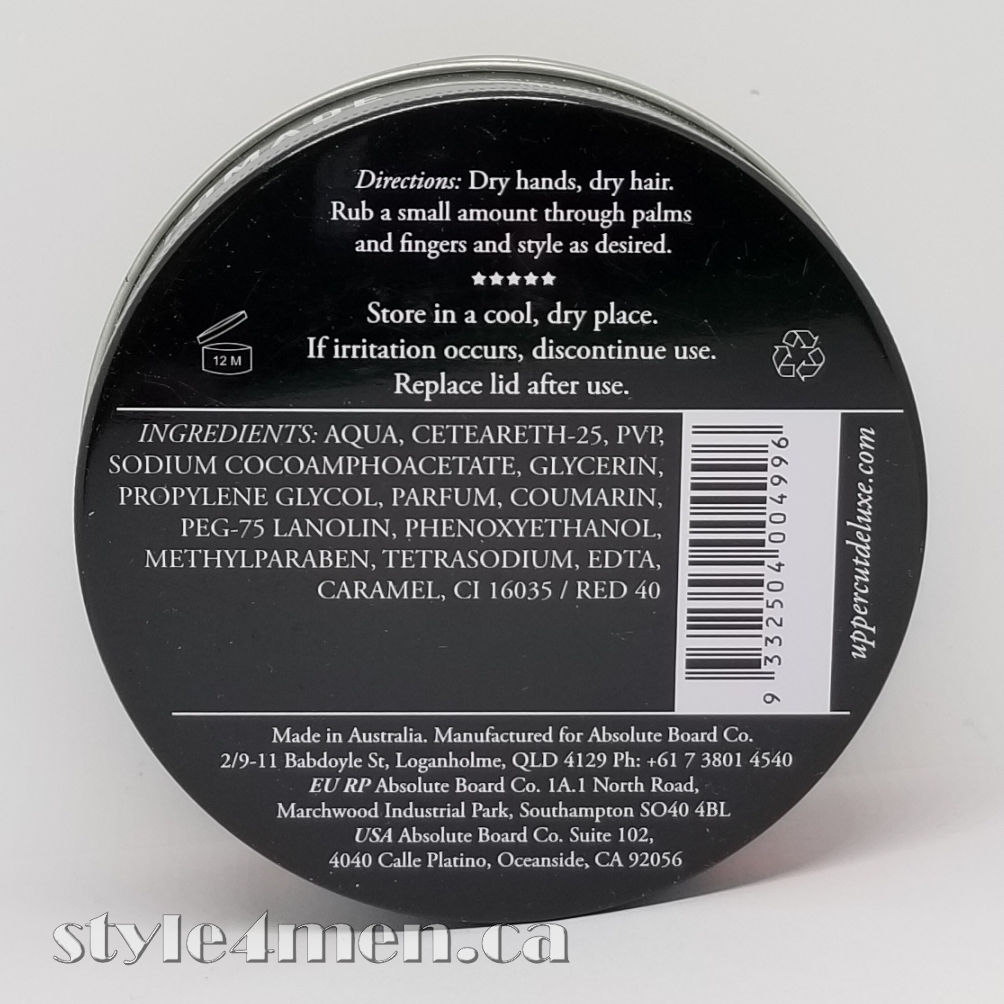 MADE
Directions: Dry hands, dry hair.
Rub a small amount through palms
and fingers and style as desired.
★★★★★
Store in a cool, dry place.
If irritation occurs, discontinue use.
Replace lid after use.
12 M
INGREDIENTS: AQUA, CETEARETH-25, PVP,
SODIUM COCOAMPHOACETATE, GLYCERIN,
PROPYLENE GLYCOL, PARFUM, COUMARIN,
PEG-75 LANOLIN, PHENOXYETHANOL,
METHYLPARABEN, TETRASODIUM, EDTA,
CARAMEL, CI 16035 / RED 40
9 332504 004996
uppercutdeluxe.com
Made in Australia. Manufactured for Absolute Board Co.
2/9-11 Babdoyle St, Loganholme, QLD 4129 Ph: +61 7 3801 4540
EU RP Absolute Board Co. 1A.1 North Road,
Marchwood Industrial Park, Southampton SO40 4BL
USA Absolute Board Co. Suite 102,
4040 Calle Platino, Oceanside, CA 92056
style4men.ca